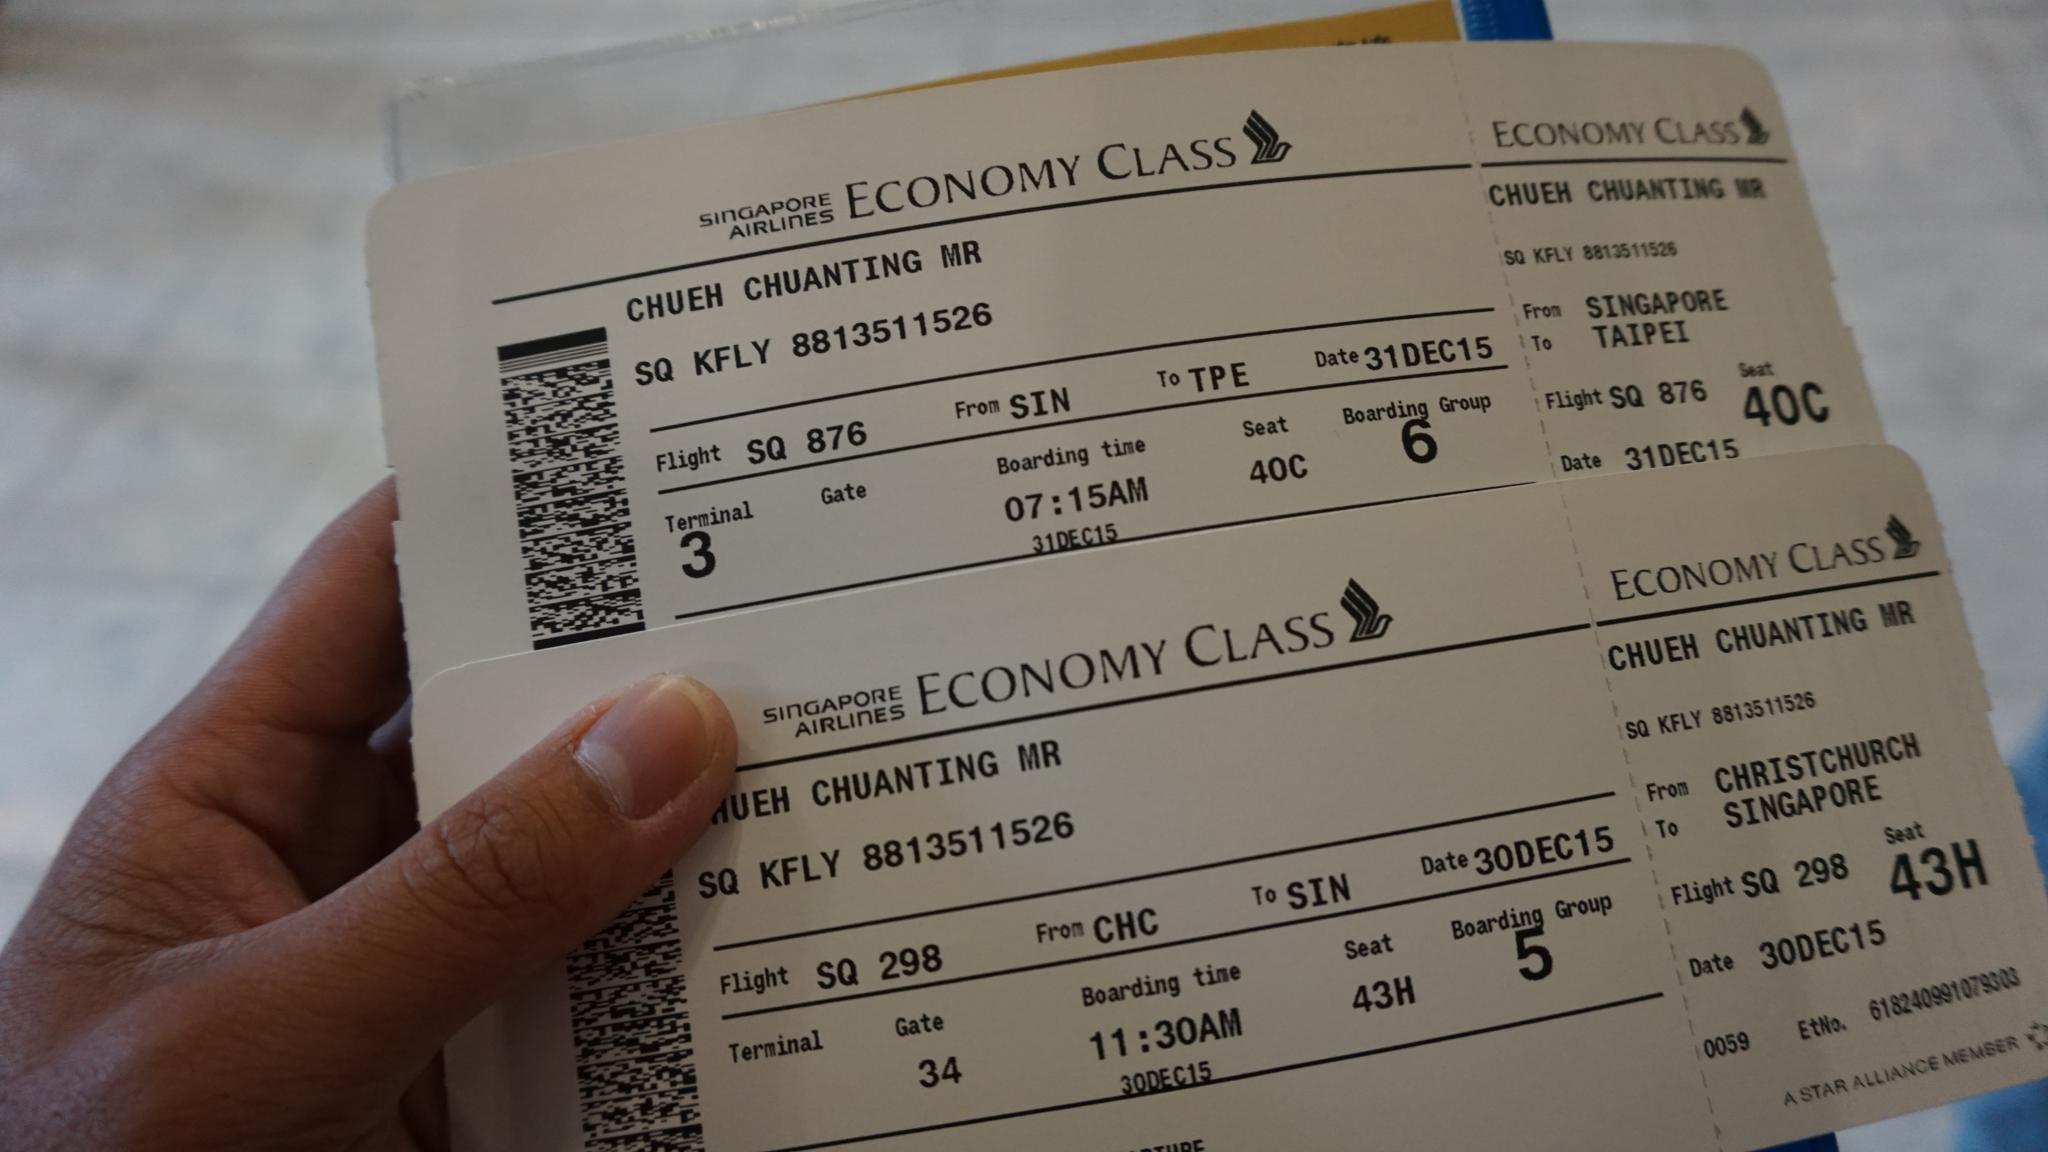 SINGAPORE AIRLINES ECONOMY CLASS
CHUEH CHUANTING MR
SQ KFLY 8813511526
Flight SQ 876 From SIN To TPE Date 31DEC15
Terminal Gate Boarding time Seat Boarding Group
3 07:15AM 40C 6
31DEC15
ECONOMY CLASS
CHUEH CHUANTING MR
SQ KFLY 8813511526
From SINGAPORE
To TAIPEI
Flight SQ 876 Seat 40C
Date 31DEC15
SINGAPORE AIRLINES ECONOMY CLASS
HUEH CHUANTING MR
SQ KFLY 8813511526
Flight SQ 298 From CHC To SIN Date 30DEC15
Terminal Gate Boarding time Seat Boarding Group
34 11:30AM 43H 5
30DEC15
ECONOMY CLASS
CHUEH CHUANTING MR
SQ KFLY 8813511526
From CHRISTCHURCH
To SINGAPORE
Flight SQ 298 Seat 43H
Date 30DEC15
0059 EtNo. 618240991079303
A STAR ALLIANCE MEMBER